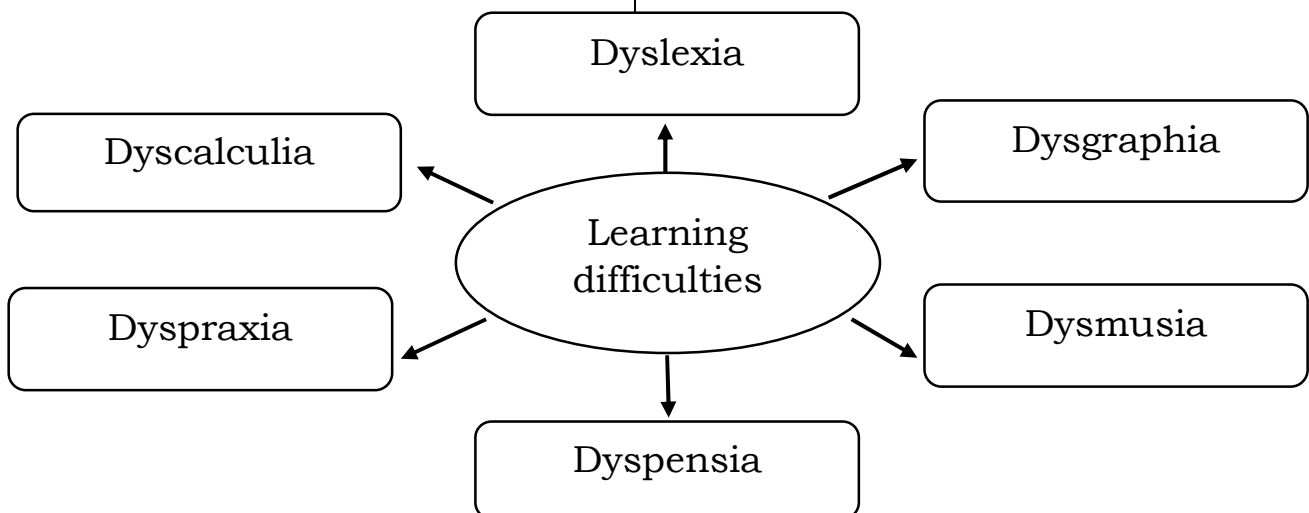 Dyslexia
Dyscalculia
Dysgraphia
Learning
difficulties
Dyspraxia
Dysmusia
Dyspensia